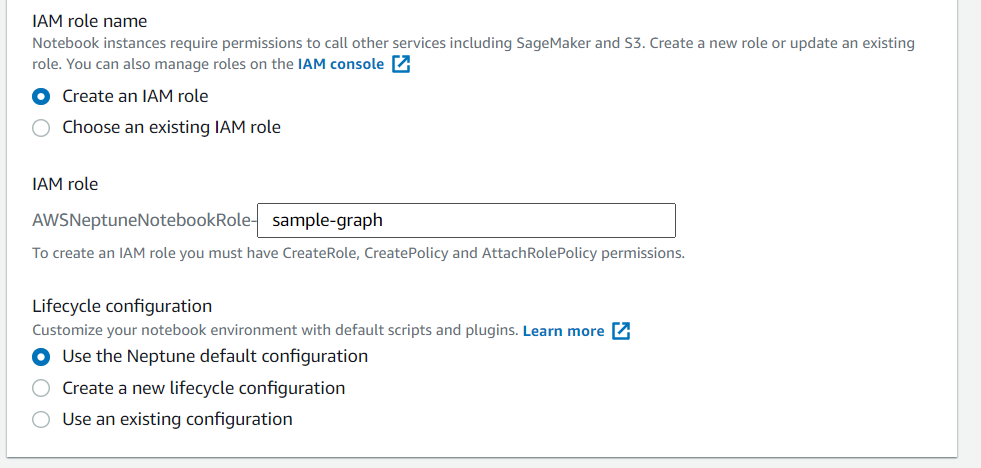 IAM role name
Notebook instances require permissions to call other services including SageMaker and S3. Create a new role or update an existing
role. You can also manage roles on the IAM console
Create an IAM role
Choose an existing IAM role
IAM role
AWSNeptuneNotebookRole- sample-graph
To create an IAM role you must have CreateRole, CreatePolicy and AttachRolePolicy permissions.
Lifecycle configuration
Customize your notebook environment with default scripts and plugins. Learn more
Use the Neptune default configuration
Create a new lifecycle configuration
Use an existing configuration